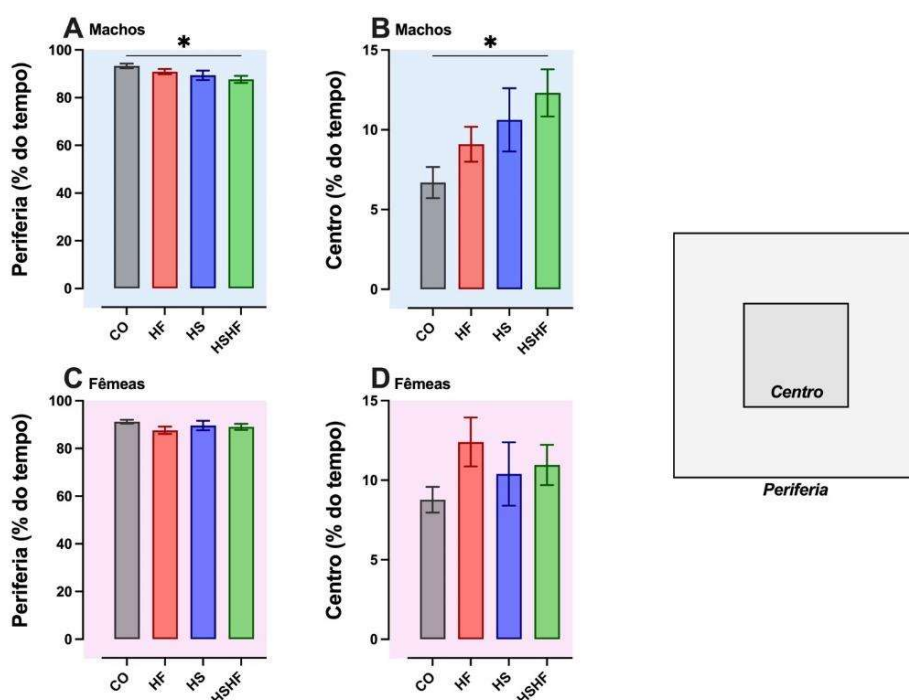 A Machos
*
Periferia (% do tempo)
100
80
60
40
20
0
CO HF HS HSHF
B Machos
*
Centro (% do tempo)
15
10
5
0
CO HF HS HSHF
C Fêmeas
Periferia (% do tempo)
100
80
60
40
20
0
CO HF HS HSHF
D Fêmeas
Centro (% do tempo)
15
10
5
0
CO HF HS HSHF
Centro
Periferia